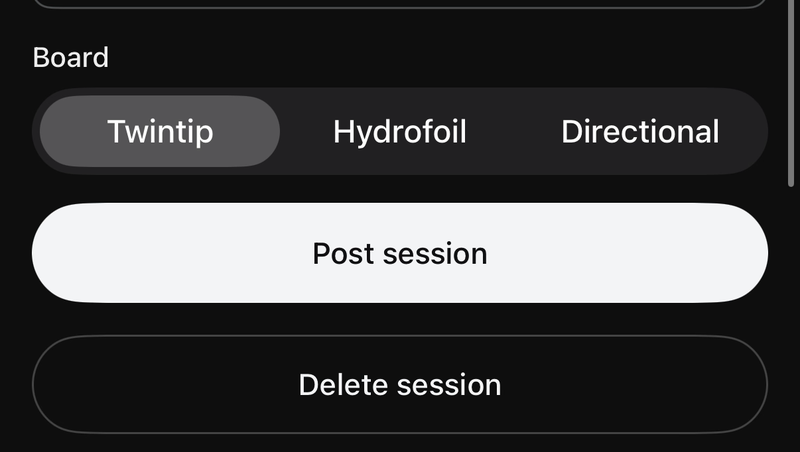 Board
Twintip Hydrofoil Directional
Post session
Delete session